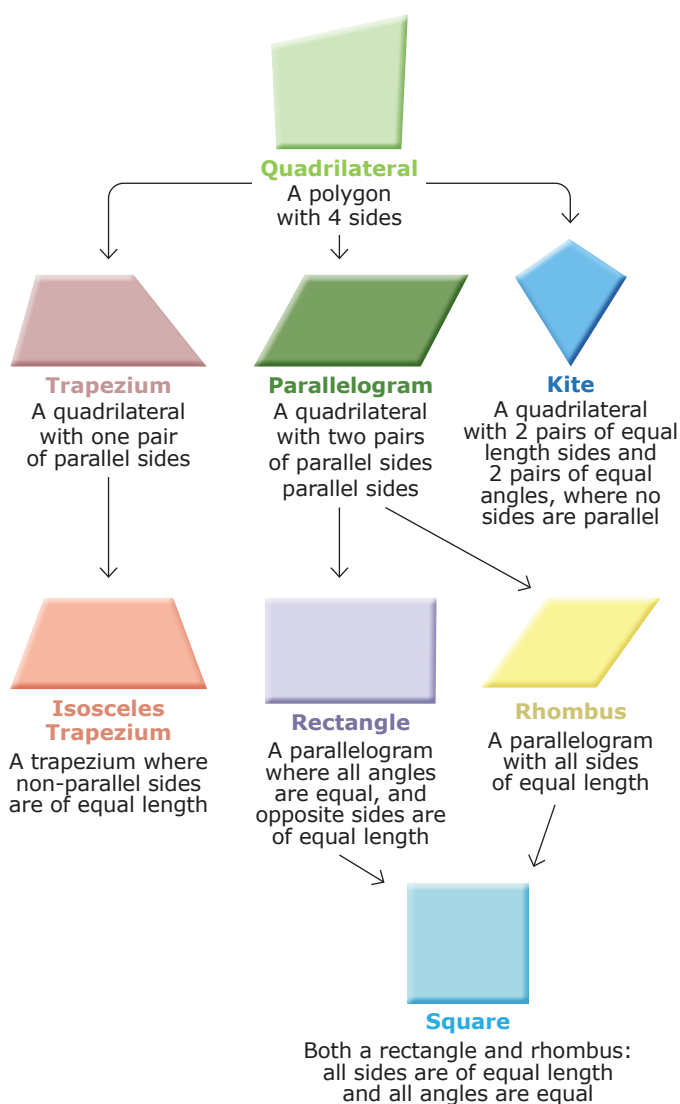 Quadrilateral
A polygon
with 4 sides
Trapezium
A quadrilateral
with one pair
of parallel sides
Parallelogram
A quadrilateral
with two pairs
of parallel sides
parallel sides
Kite
A quadrilateral
with 2 pairs of equal
length sides and
2 pairs of equal
angles, where no
sides are parallel
Isosceles
Trapezium
A trapezium where
non-parallel sides
are of equal length
Rectangle
A parallelogram
where all angles
are equal, and
opposite sides are
of equal length
Rhombus
A parallelogram
with all sides
of equal length
Square
Both a rectangle and rhombus:
all sides are of equal length
and all angles are equal